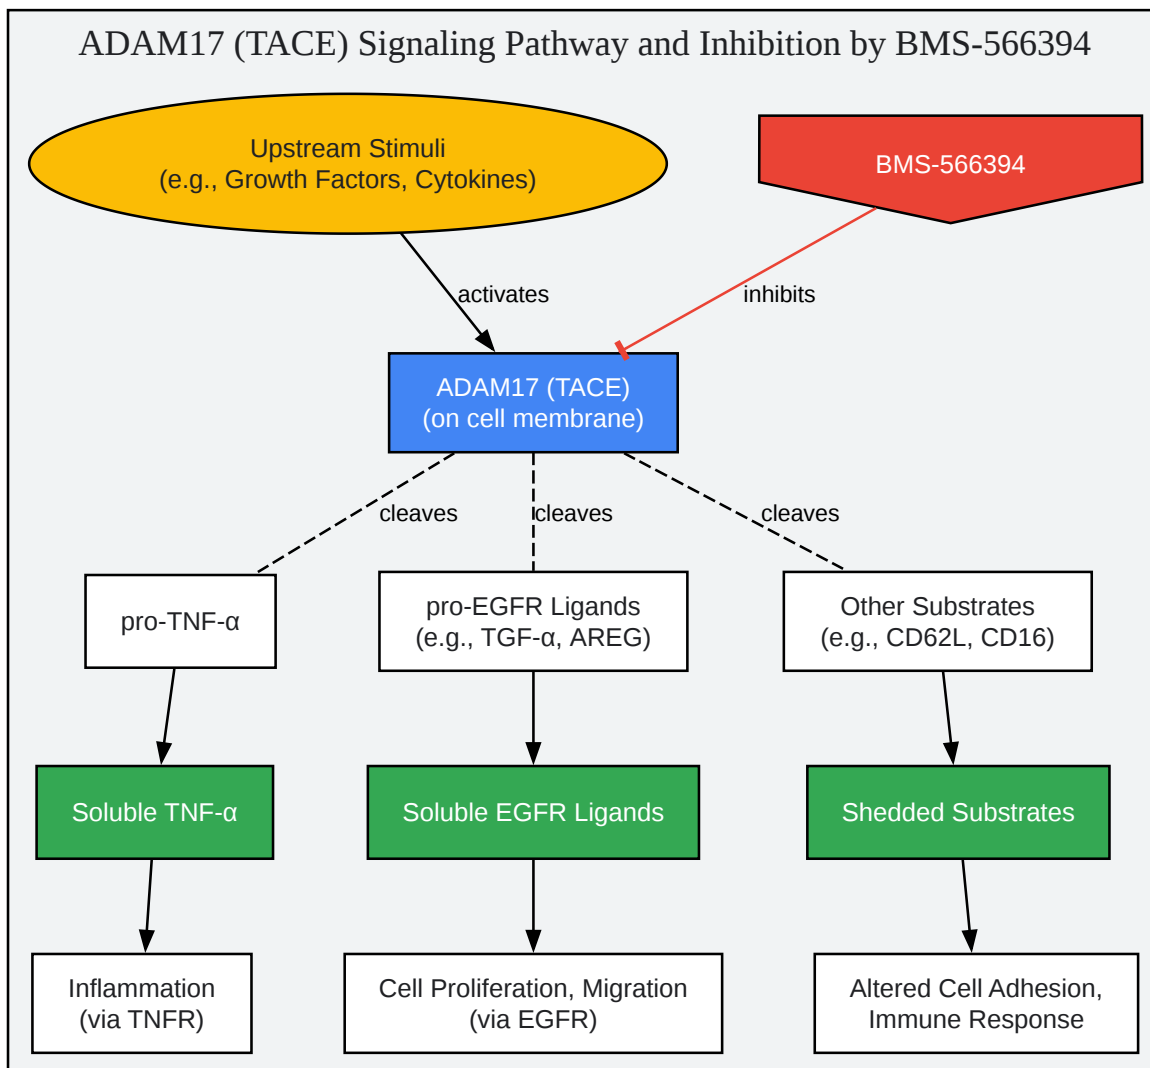 ADAM17 (TACE) Signaling Pathway and Inhibition by BMS-566394
Upstream Stimuli
(e.g., Growth Factors, Cytokines)
BMS-566394
activates
inhibits
ADAM17 (TACE)
(on cell membrane)
cleaves
cleaves
cleaves
pro-TNF-α
pro-EGFR Ligands
(e.g., TGF-α, AREG)
Other Substrates
(e.g., CD62L, CD16)
Soluble TNF-α
Soluble EGFR Ligands
Shedded Substrates
Inflammation
(via TNFR)
Cell Proliferation, Migration
(via EGFR)
Altered Cell Adhesion,
Immune Response